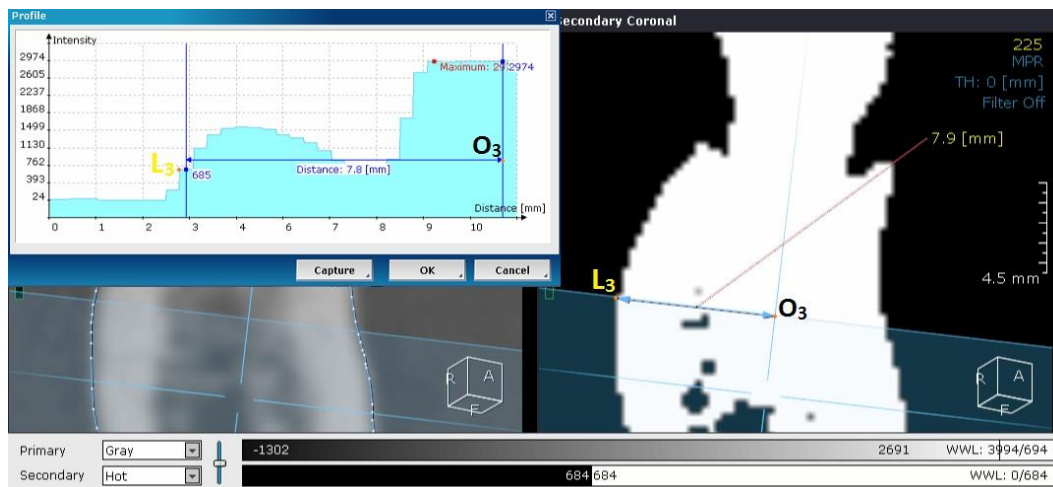 Profile
Intensity
2974
2605
2237
1868
1499
1130
762
393
24
Maximum: 29 2974
L3
685
Distance: 7.8 [mm]
O3
Distance [mm]
0 1 2 3 4 6 7 8 9 10
Capture OK Cancel
Secondary Coronal
225
MPR
TH: 0 [mm]
Filter Off
7.9 [mm]
4.5 mm
L3
O3
R A F
R A F
Primary Gray -1302 2691 WWL: 3994/694
Secondary Hot 684 684 WWL: 0/684